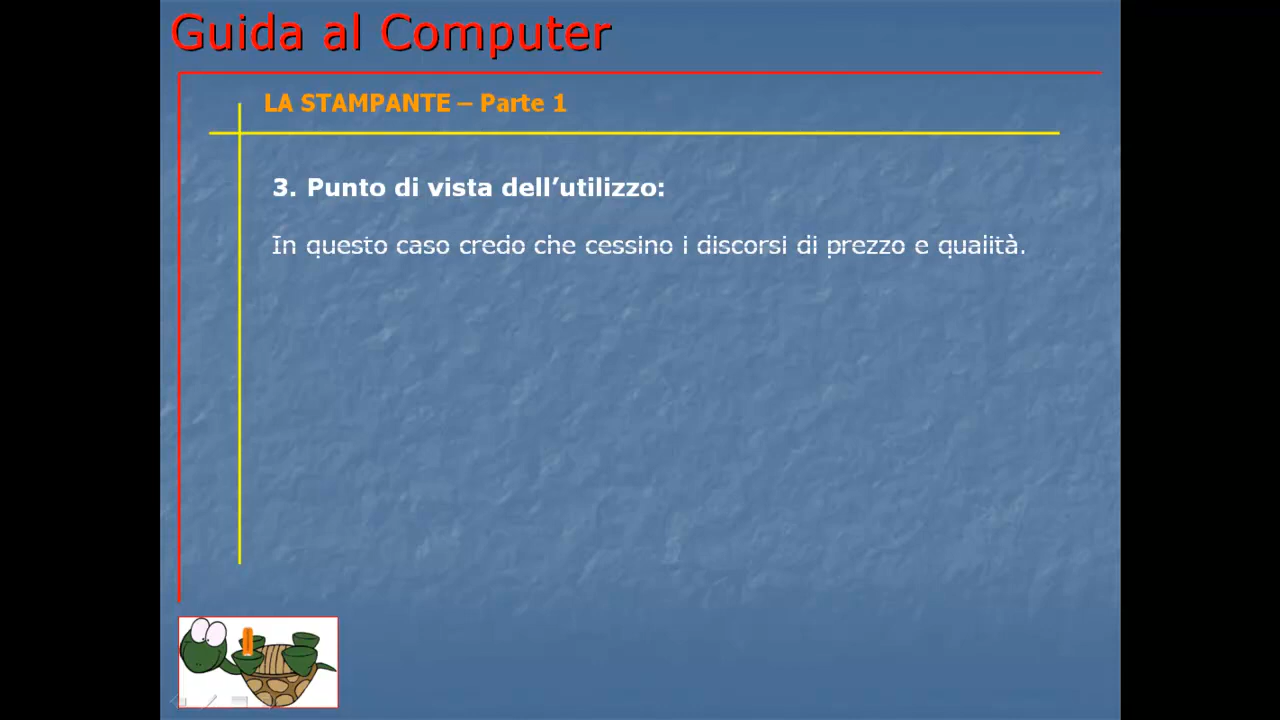 Guida al Computer
LA STAMPANTE – Parte 1
3. Punto di vista dell’utilizzo:
In questo caso credo che cessino i discorsi di prezzo e qualità.